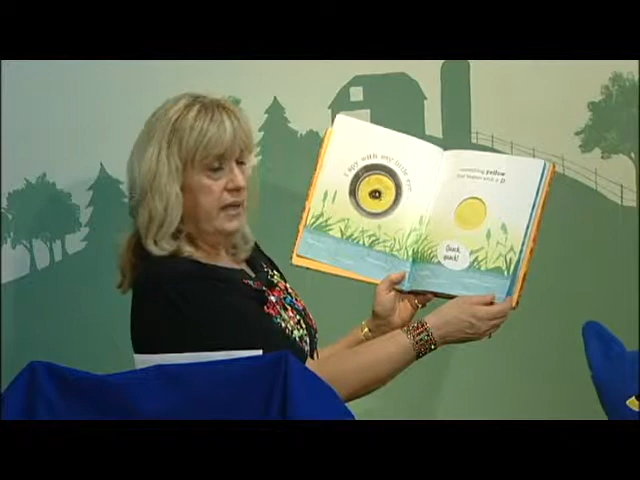 I spy with my little eye
something yellow
that begins with a D
Quack,
quack!